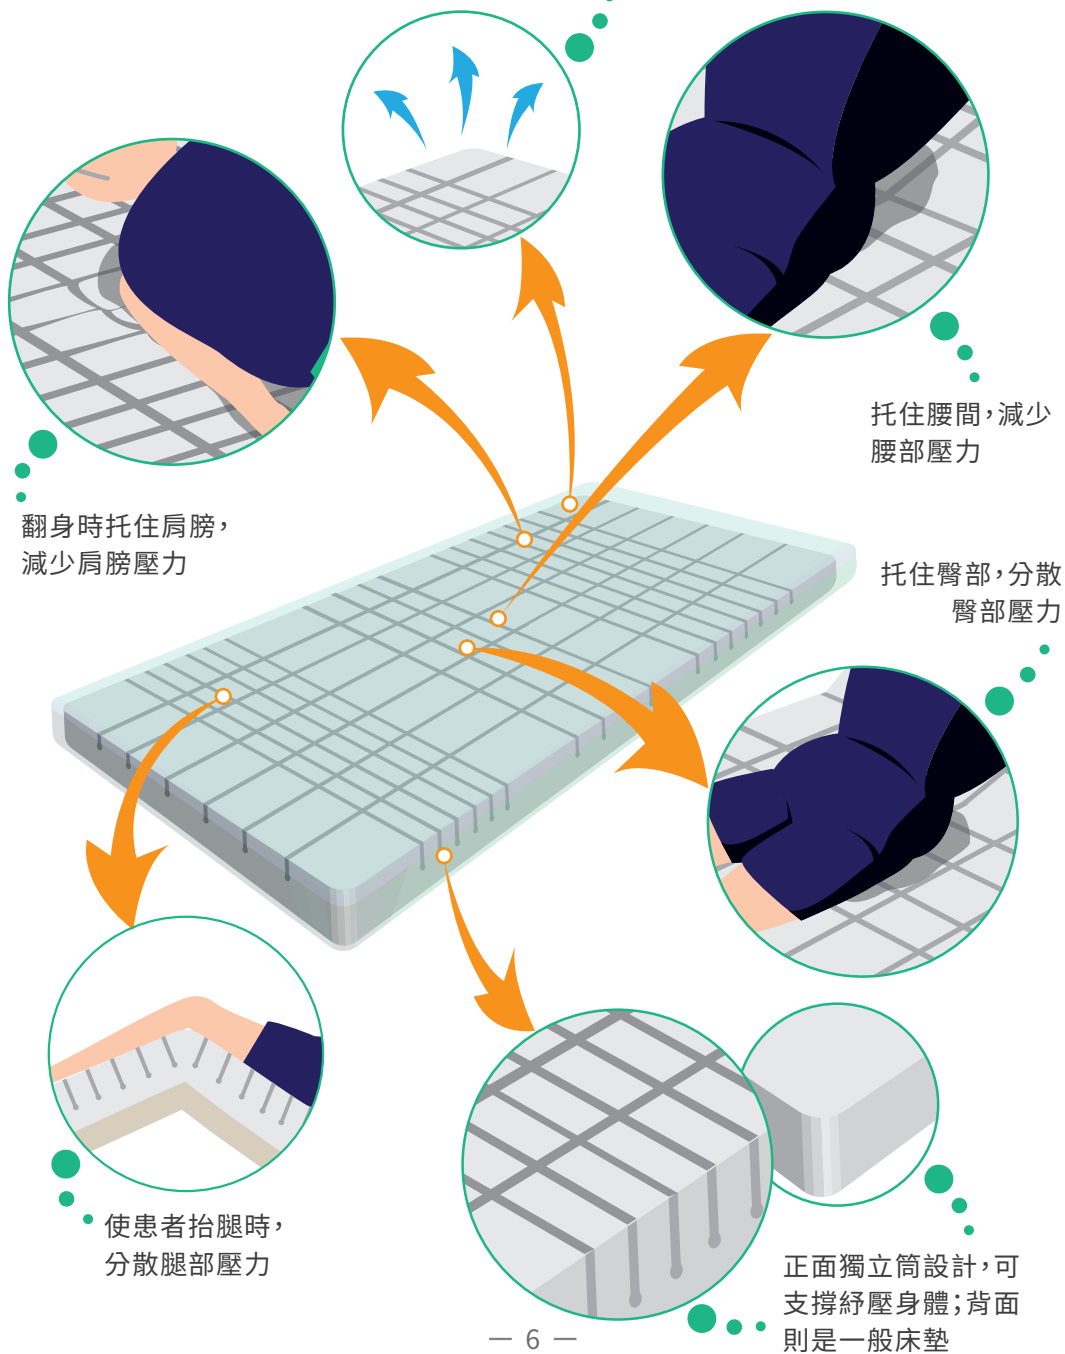 托住腰間，減少
腰部壓力
翻身時托住肩膀，
減少肩膀壓力
托住臀部，分散
臀部壓力
使患者抬腿時，
分散腿部壓力
正面獨立筒設計，可
支撐紓壓身體；背面
則是一般床墊
— 6 —